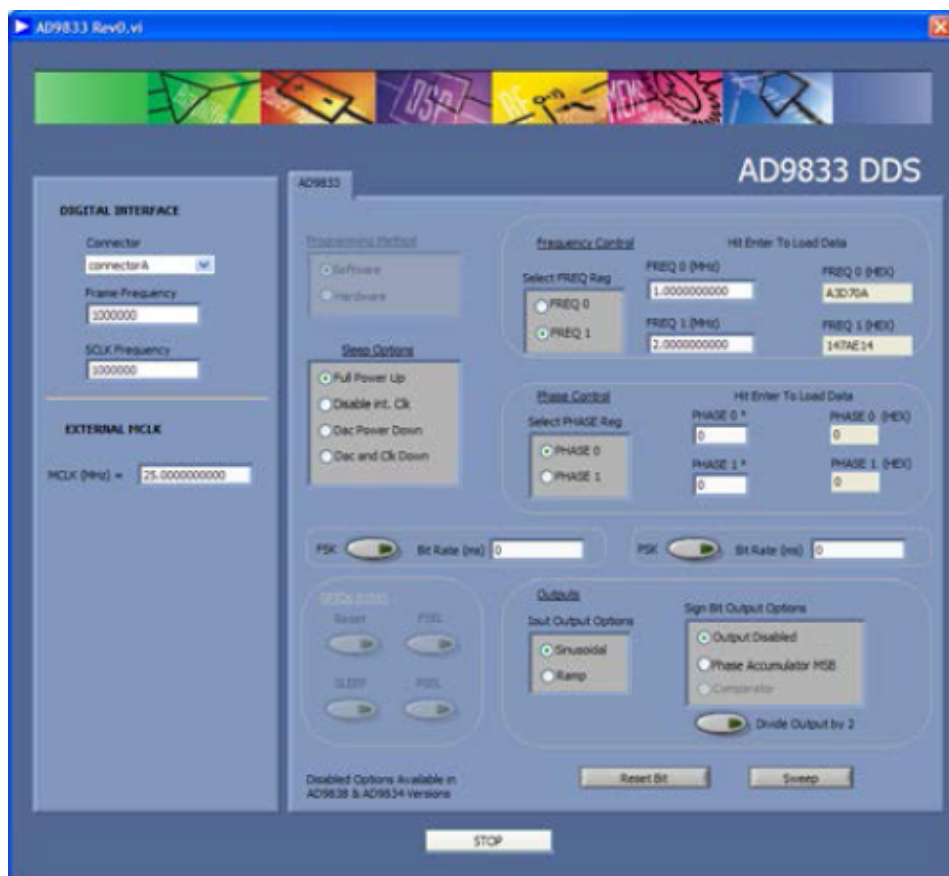 AD9833 Rev0.vi
DSP
RF
MEMS
AD9833 DDS
DIGITAL INTERFACE
Connector
connectorA
Frame Frequency
1000000
SCLK Frequency
1000000
EXTERNAL MCLK
MCLK (MHz) = 25.0000000000
AD9833
Programming Method
Software
Hardware
Sleep Options
Full Power Up
Disable int. Clk
Dac Power Down
Dac and Clk Down
Frequency Control
Hit Enter To Load Data
Select FREQ Reg
FREQ 0
FREQ 1
FREQ 0 (MHz)
1.0000000000
FREQ 0 (HEX)
A3D70A
FREQ 1 (MHz)
2.0000000000
FREQ 1 (HEX)
147AE14
Phase Control
Hit Enter To Load Data
Select PHASE Reg
PHASE 0
PHASE 1
PHASE 0 °
0
PHASE 0 (HEX)
0
PHASE 1 °
0
PHASE 1 (HEX)
0
FSK Bit Rate (ms) 0
PSK Bit Rate (ms) 0
Reset
FSEL
SLEEP
PSEL
Outputs
Iout Output Options
Sinusoidal
Ramp
Sign Bit Output Options
Output Disabled
Phase Accumulator MSB
Comparator
Divide Output by 2
Disabled Options Available in
AD9838 & AD9834 Versions
Reset Bit
Sweep
STOP